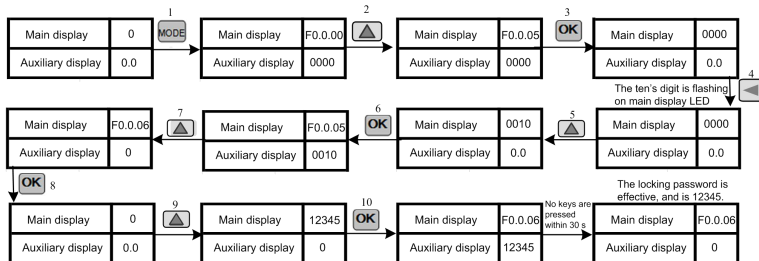 1
2
3
Main display 0 MODE Main display F0.0.00 Main display F0.0.05 OK Main display 0000
Auxiliary display 0.0 Auxiliary display 0000 Auxiliary display 0000 Auxiliary display 0.0
4
The ten's digit is flashing
on main display LED
7
6
5
Main display F0.0.06 Main display F0.0.05 OK Main display 0010 Main display 0000
Auxiliary display 0 Auxiliary display 0010 Auxiliary display 0.0 Auxiliary display 0.0
OK 8
9
10
No keys are
pressed
within 30 s
The locking password is
effective, and is 12345.
Main display 0 Main display 12345 OK Main display F0.0.06 Main display F0.0.06
Auxiliary display 0.0 Auxiliary display 0 Auxiliary display 12345 Auxiliary display 0